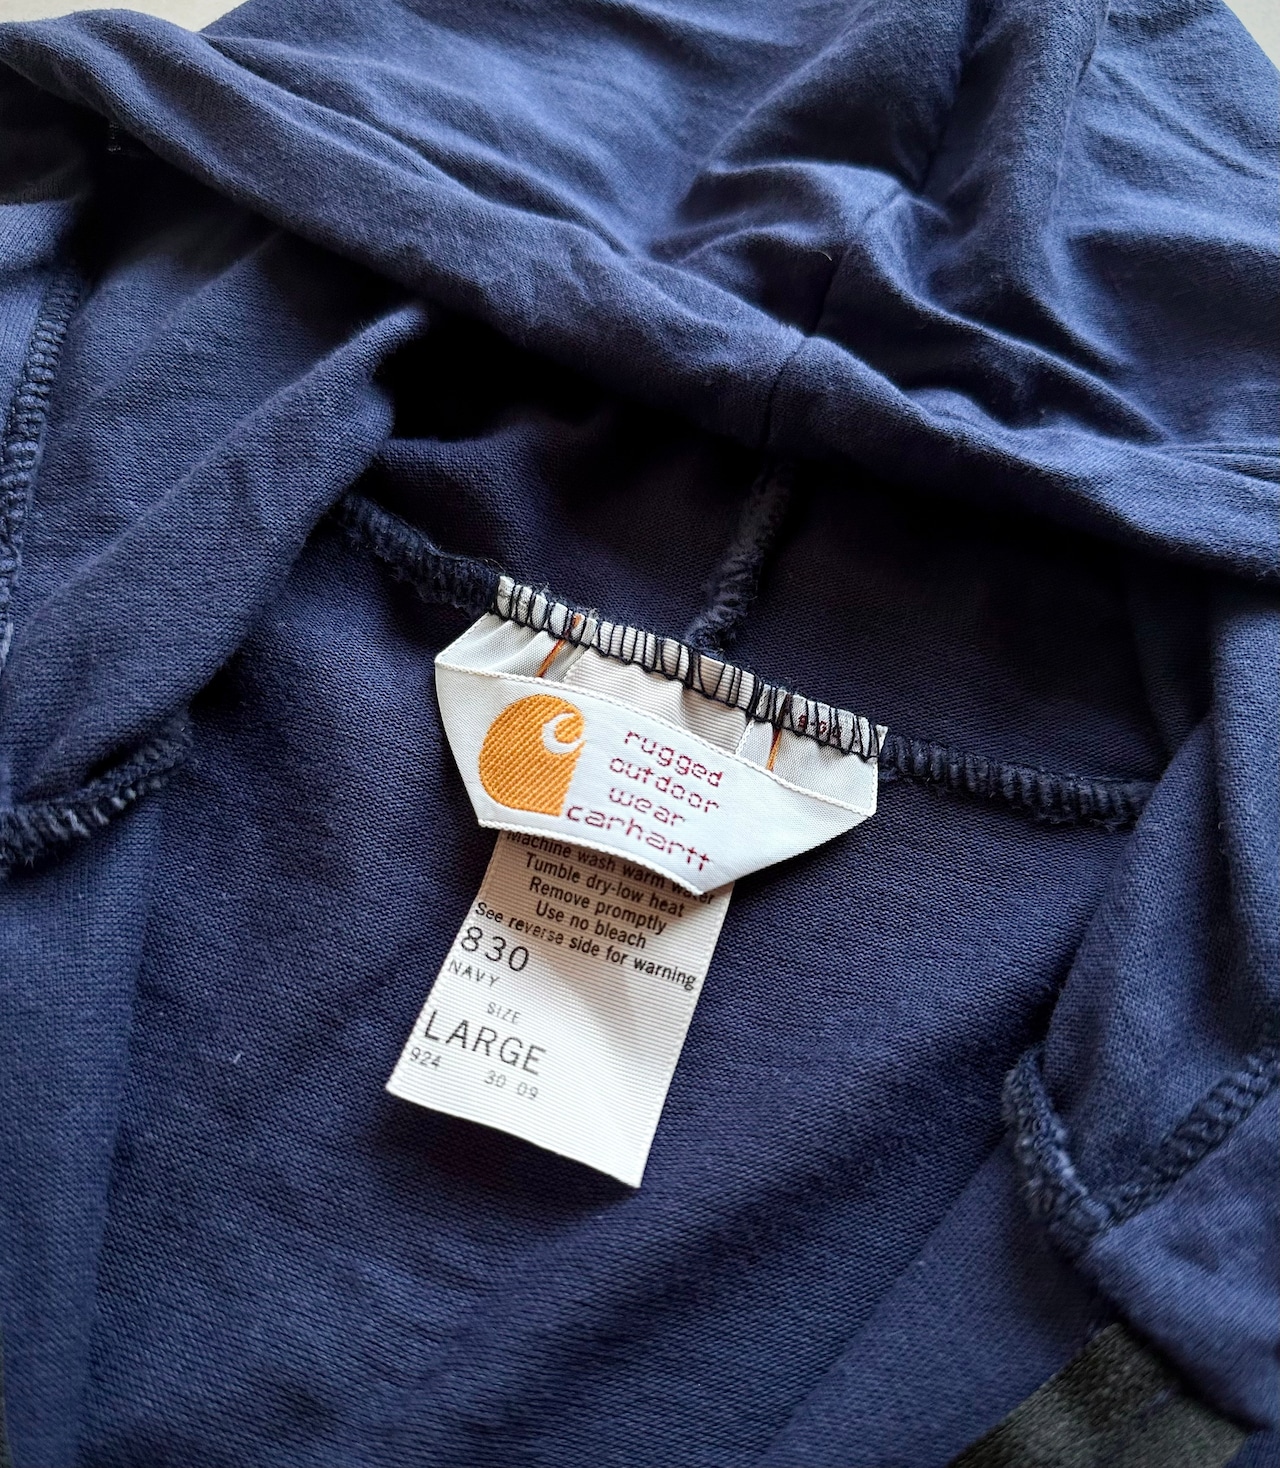 rugged
outdoor
wear
carhartt
machine wash warm water
Tumble dry-low heat
Remove promptly
Use no bleach
See reverse side for warning
830
NAVY
SIZE
LARGE
924 30 09